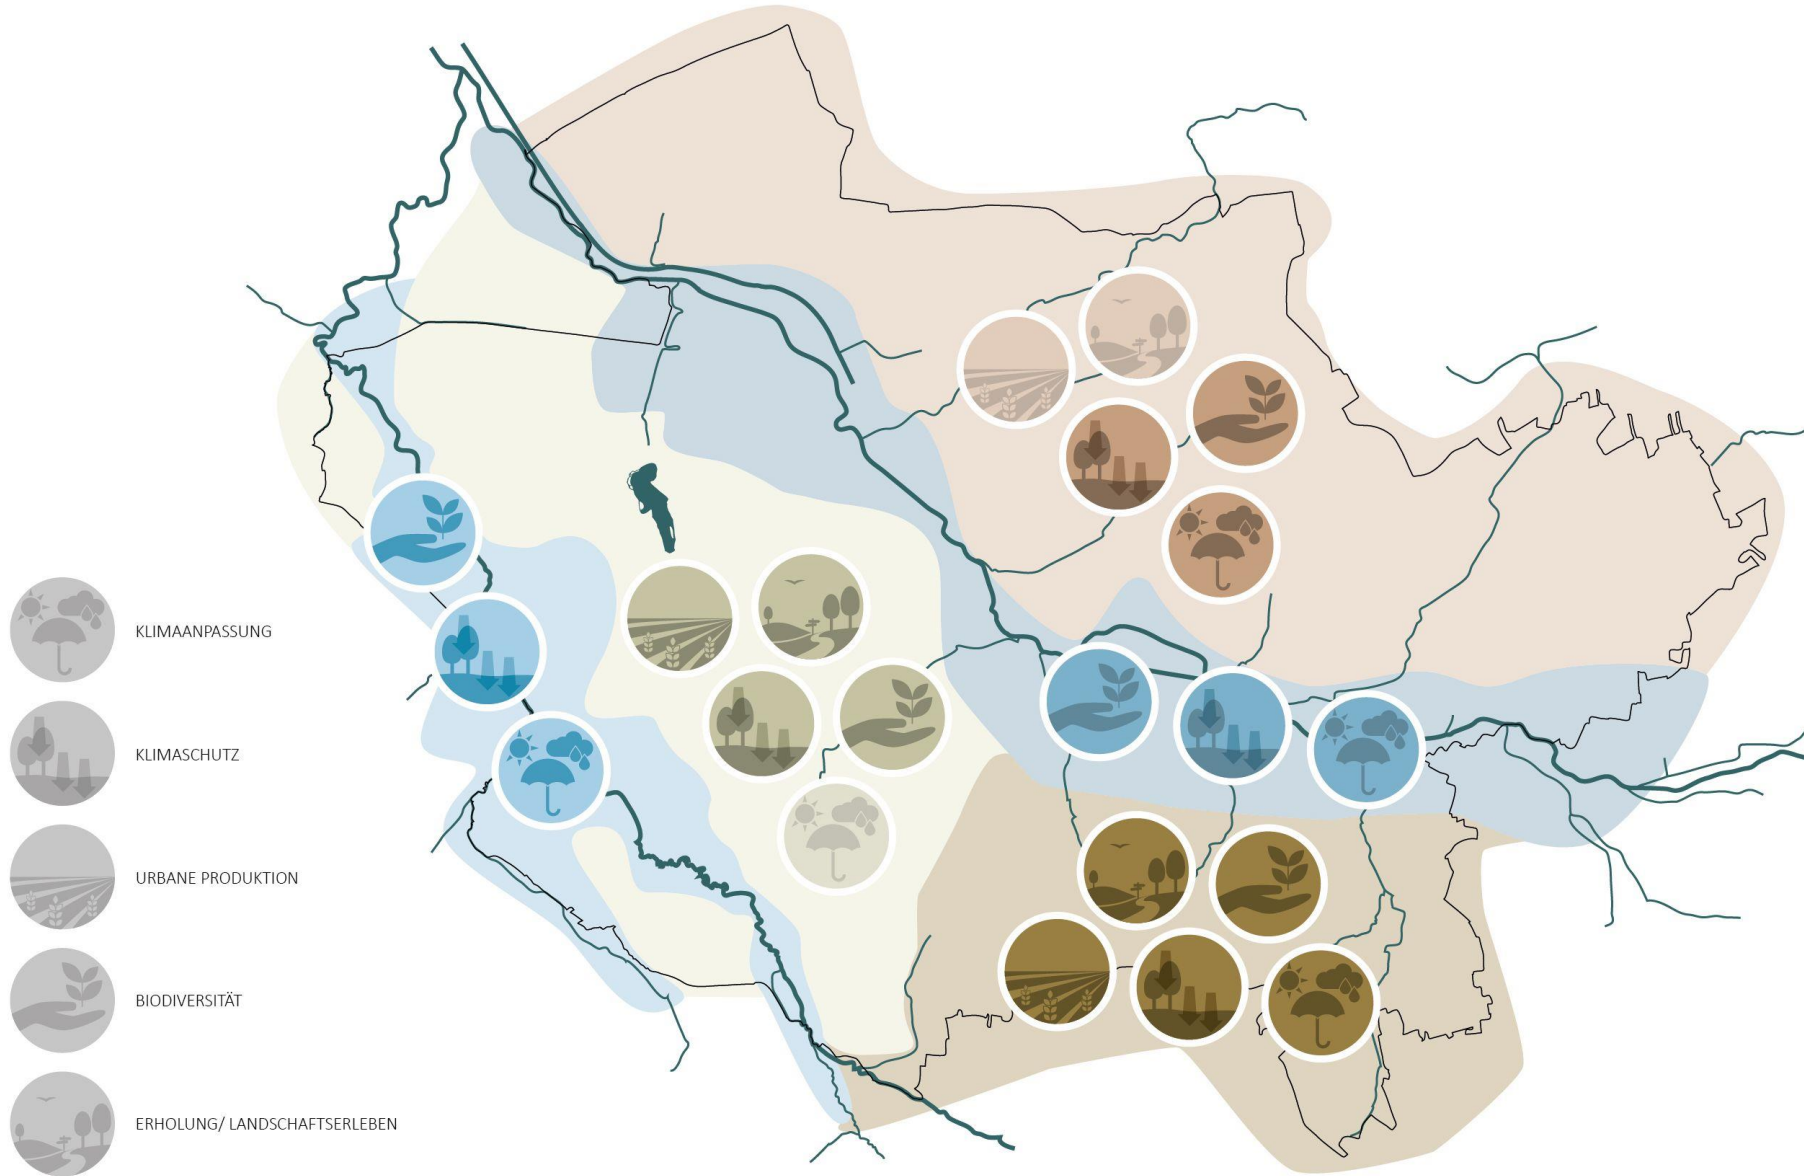 KLIMAANPASSUNG
KLIMASCHUTZ
URBANE PRODUKTION
BIODIVERSITÄT
ERHOLUNG/ LANDSCHAFTSERLEBEN